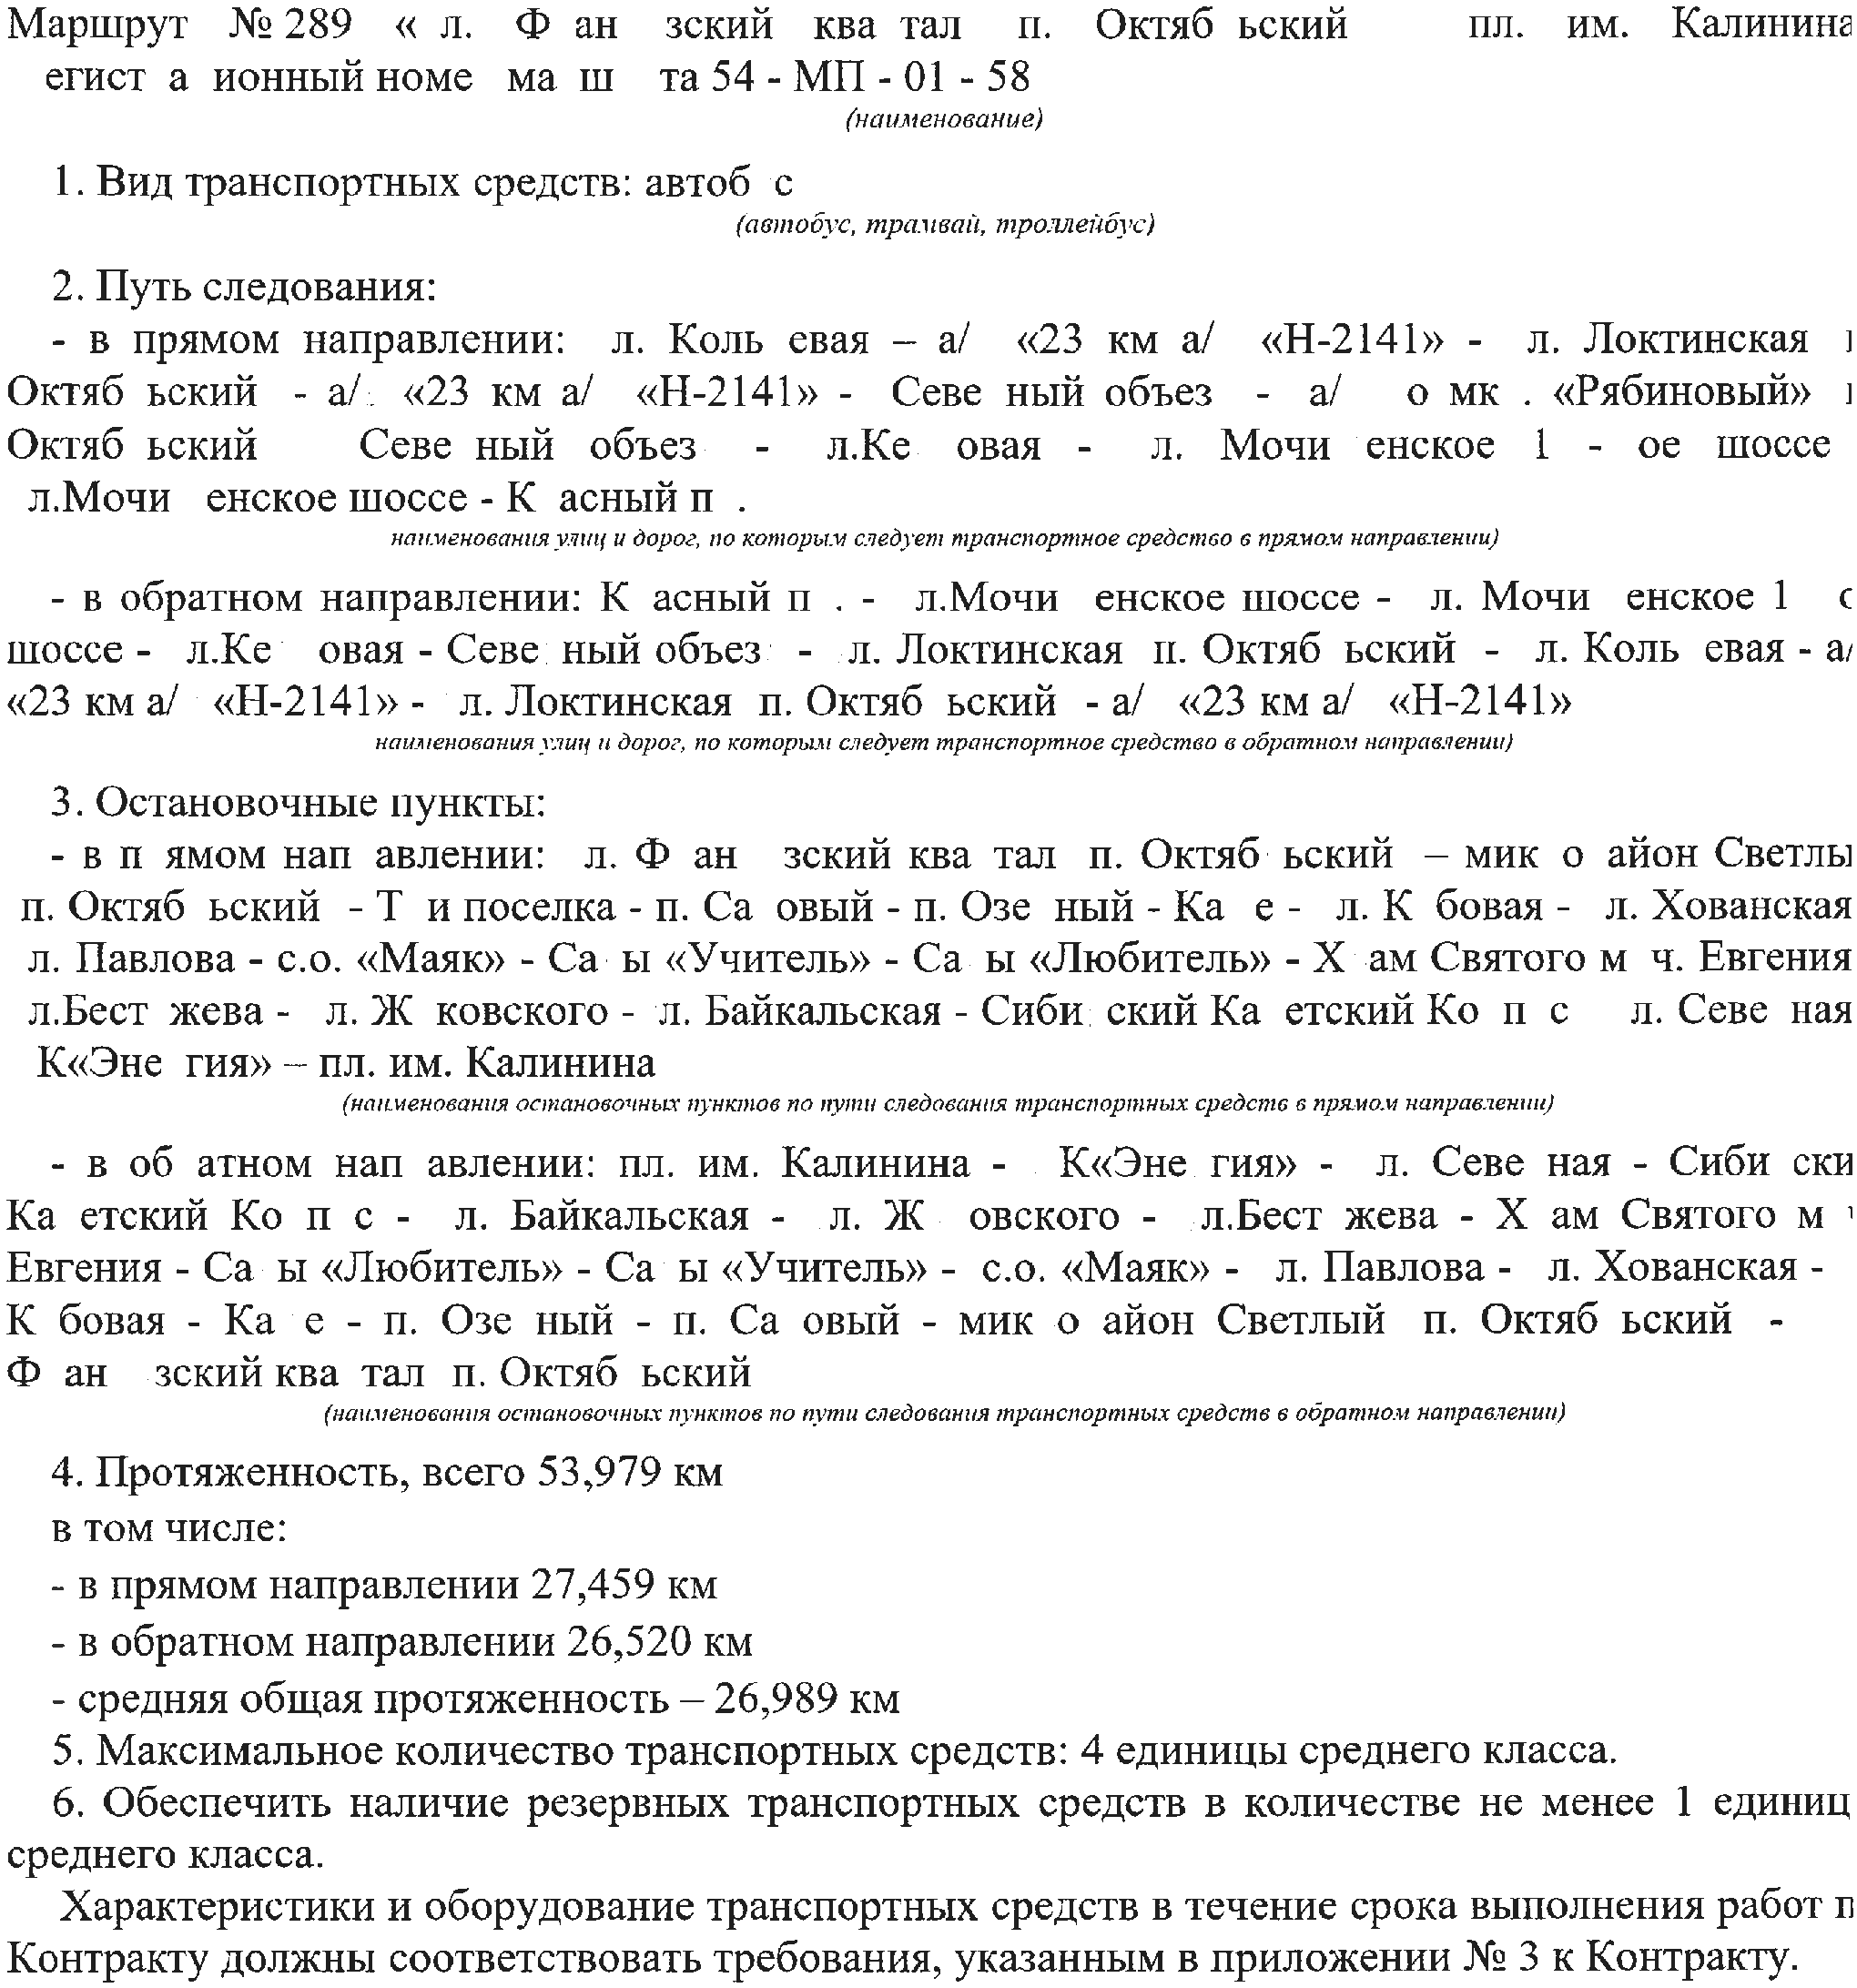 Маршрут № 289 « л. Ф ан зский ква тал п. Октяб ьский пл. им. Калинина
егист а ионный номе ма ш та 54 - МП - 01 - 58
(наименование)
1. Вид транспортных средств: автоб с
(автобус, трамвай, троллейбус)
2. Путь следования:
- в прямом направлении: л. Коль евая – а/ «23 км а/ «Н-2141» - л. Локтинская
Октяб ьский - а/ «23 км а/ «Н-2141» - Севе ный объез - а/ о мк . «Рябиновый»
Октяб ьский Севе ный объез - л.Ке овая - л. Мочи енское 1 - ое шоссе
л.Мочи енское шоссе - К асный п .
наименования улиц и дорог, по которым следует транспортное средство в прямом направлении)
- в обратном направлении: К асный п . - л.Мочи енское шоссе - л. Мочи енское 1 о
шоссе - л.Ке овая - Севе ный объез - л. Локтинская п. Октяб ьский - л. Коль евая - а/
«23 км а/ «Н-2141» - л. Локтинская п. Октяб ьский - а/ «23 км а/ «Н-2141»
наименования улиц и дорог, по которым следует транспортное средство в обратном направлении)
3. Остановочные пункты:
- в п ямом нап авлении: л. Ф ан зский ква тал п. Октяб ьский – мик о айон Светлы
п. Октяб ьский - Т и поселка - п. Са овый - п. Озе ный - Ка е - л. К бовая - л. Хованская
л. Павлова - с.о. «Маяк» - Са ы «Учитель» - Са ы «Любитель» - Х ам Святого м ч. Евгения
л.Бест жева - л. Ж ковского - л. Байкальская - Сиби ский Ка етский Ко п с л. Севе ная
К«Эне гия» – пл. им. Калинина
(наименования остановочных пунктов по пути следования транспортных средств в прямом направлении)
- в об атном нап авлении: пл. им. Калинина - К«Эне гия» - л. Севе ная - Сиби ски
Ка етский Ко п с - л. Байкальская - л. Ж овского - л.Бест жева - Х ам Святого м
Евгения - Са ы «Любитель» - Са ы «Учитель» - с.о. «Маяк» - л. Павлова - л. Хованская -
К бовая - Ка е - п. Озе ный - п. Са овый - мик о айон Светлый п. Октяб ьский -
Ф ан зский ква тал п. Октяб ьский
(наименования остановочных пунктов по пути следования транспортных средств в обратном направлении)
4. Протяженность, всего 53,979 км
в том числе:
- в прямом направлении 27,459 км
- в обратном направлении 26,520 км
- средняя общая протяженность – 26,989 км
5. Максимальное количество транспортных средств: 4 единицы среднего класса.
6. Обеспечить наличие резервных транспортных средств в количестве не менее 1 единиц
среднего класса.
Характеристики и оборудование транспортных средств в течение срока выполнения работ п
Контракту должны соответствовать требования, указанным в приложении № 3 к Контракту.